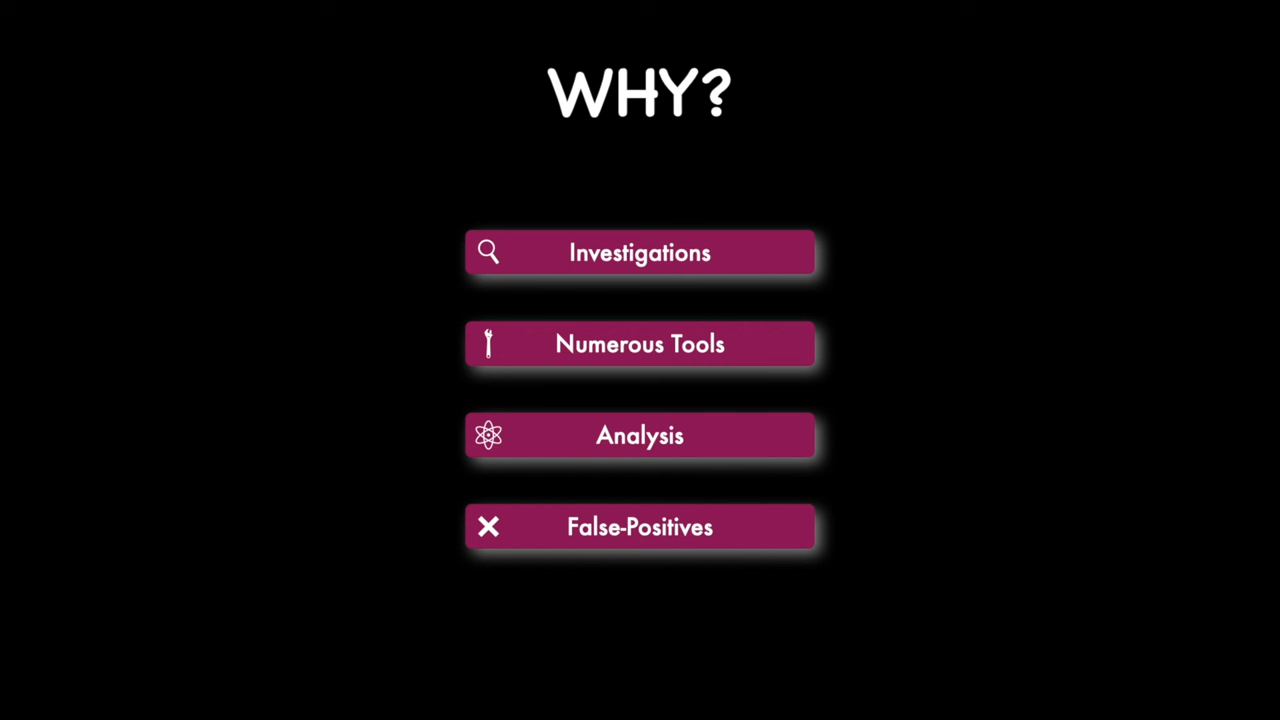 WHY?
Investigations
Numerous Tools
Analysis
False-Positives